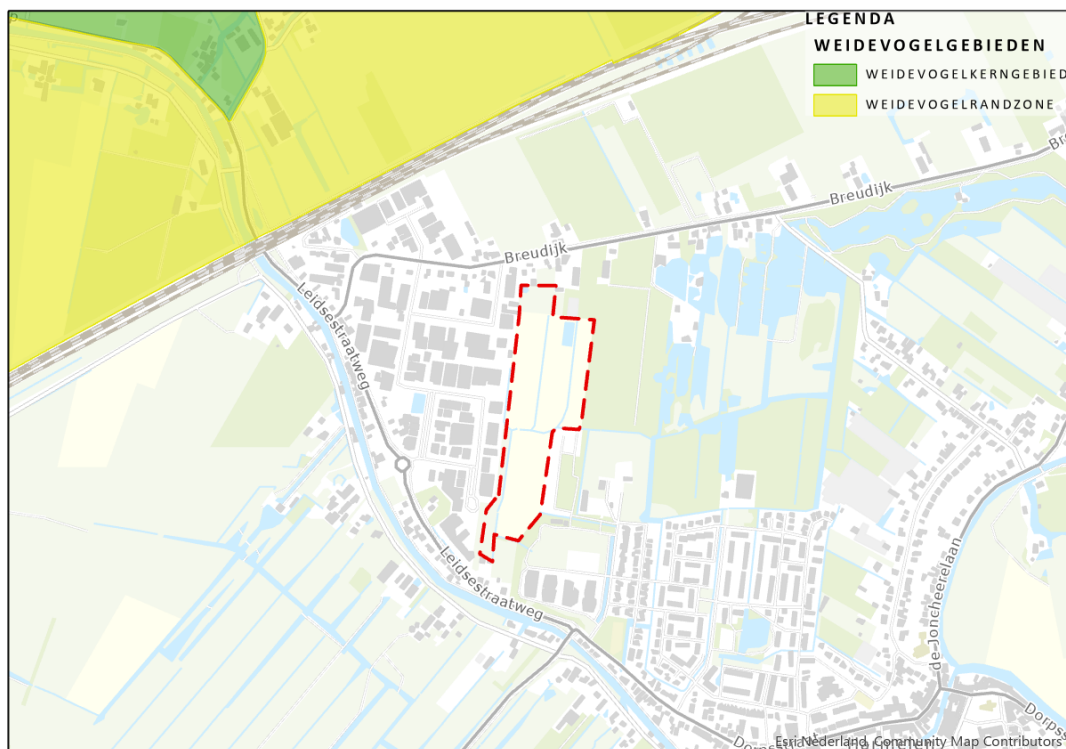 LEGENDA
WEIDEVOGELGEBIEDEN
WEIDEVOGELKERNGEBIED
WEIDEVOGELRANDZONE
Breudijk
Breudijk
Leidsestraatweg
Leidsestraatweg
de Joncheerelaan
Esri Nederland, Community Map Contributors